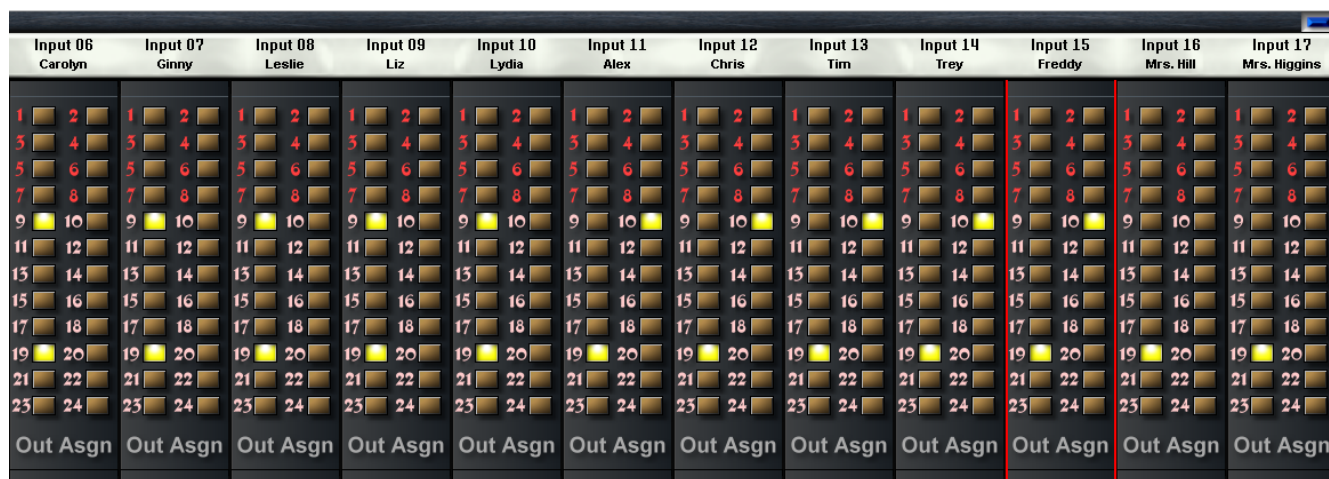 Input 06 Input 07 Input 08 Input 09 Input 10 Input 11 Input 12 Input 13 Input 14 Input 15 Input 16 Input 17
Carolyn Ginny Leslie Liz Lydia Alex Chris Tim Trey Freddy Mrs. Hill Mrs. Higgins
1 2 1 2 1 2 1 2 1 2 1 2 1 2 1 2 1 2 1 2 1 2 1 2
3 4 3 4 3 4 3 4 3 4 3 4 3 4 3 4 3 4 3 4 3 4 3 4
5 6 5 6 5 6 5 6 5 6 5 6 5 6 5 6 5 6 5 6 5 6 5 6
7 8 7 8 7 8 7 8 7 8 7 8 7 8 7 8 7 8 7 8 7 8 7 8
9 10 9 10 9 10 9 10 9 10 9 10 9 10 9 10 9 10 9 10 9 10 9 10
11 12 11 12 11 12 11 12 11 12 11 12 11 12 11 12 11 12 11 12 11 12 11 12
13 14 13 14 13 14 13 14 13 14 13 14 13 14 13 14 13 14 13 14 13 14 13 14
15 16 15 16 15 16 15 16 15 16 15 16 15 16 15 16 15 16 15 16 15 16 15 16
17 18 17 18 17 18 17 18 17 18 17 18 17 18 17 18 17 18 17 18 17 18 17 18
19 20 19 20 19 20 19 20 19 20 19 20 19 20 19 20 19 20 19 20 19 20 19 20
21 22 21 22 21 22 21 22 21 22 21 22 21 22 21 22 21 22 21 22 21 22 21 22
23 24 23 24 23 24 23 24 23 24 23 24 23 24 23 24 23 24 23 24 23 24 23 24
Out Asgn Out Asgn Out Asgn Out Asgn Out Asgn Out Asgn Out Asgn Out Asgn Out Asgn Out Asgn Out Asgn Out Asgn